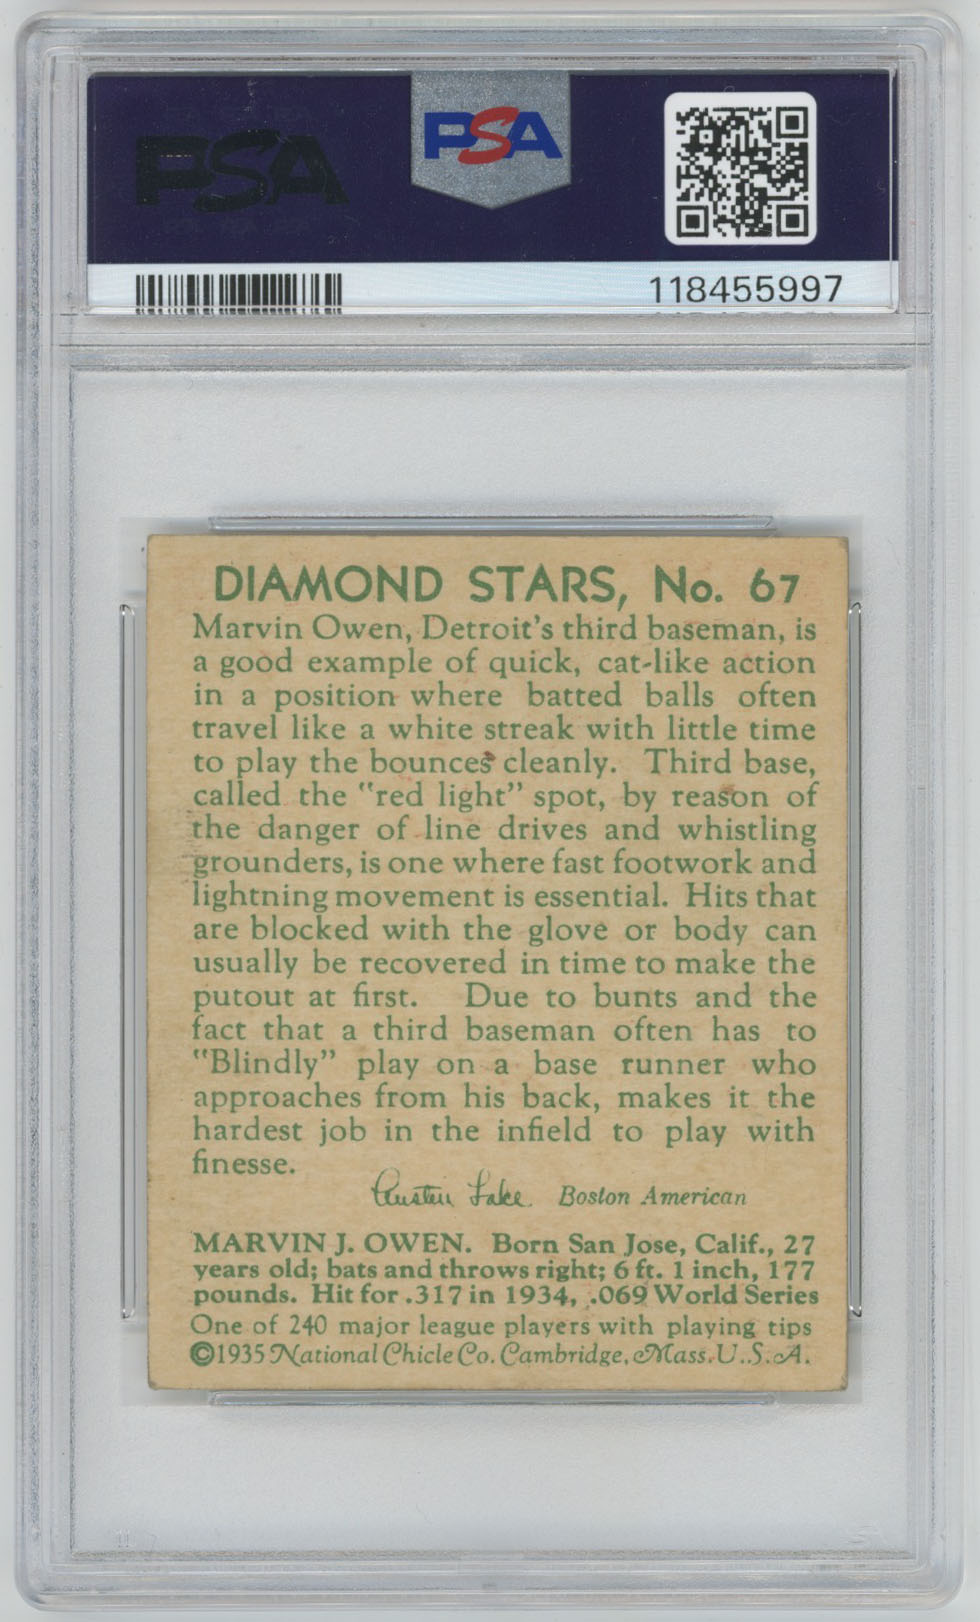 PSA
PSA
118455997
DIAMOND STARS, No. 67
Marvin Owen, Detroit's third baseman, is
a good example of quick, cat-like action
in a position where batted balls often
travel like a white streak with little time
to play the bounces cleanly. Third base,
called the "red light" spot, by reason of
the danger of line drives and whistling
grounders, is one where fast footwork and
lightning movement is essential. Hits that
are blocked with the glove or body can
usually be recovered in time to make the
putout at first. Due to bunts and the
fact that a third baseman often has to
"Blindly" play on a base runner who
approaches from his back, makes it the
hardest job in the infield to play with
finesse.
Austen Lake Boston American
MARVIN J. OWEN. Born San Jose, Calif., 27
years old; bats and throws right; 6 ft. 1 inch, 177
pounds. Hit for .317 in 1934, .069 World Series
One of 240 major league players with playing tips
©1935 National Chicle Co. Cambridge, Mass. U..S.A.